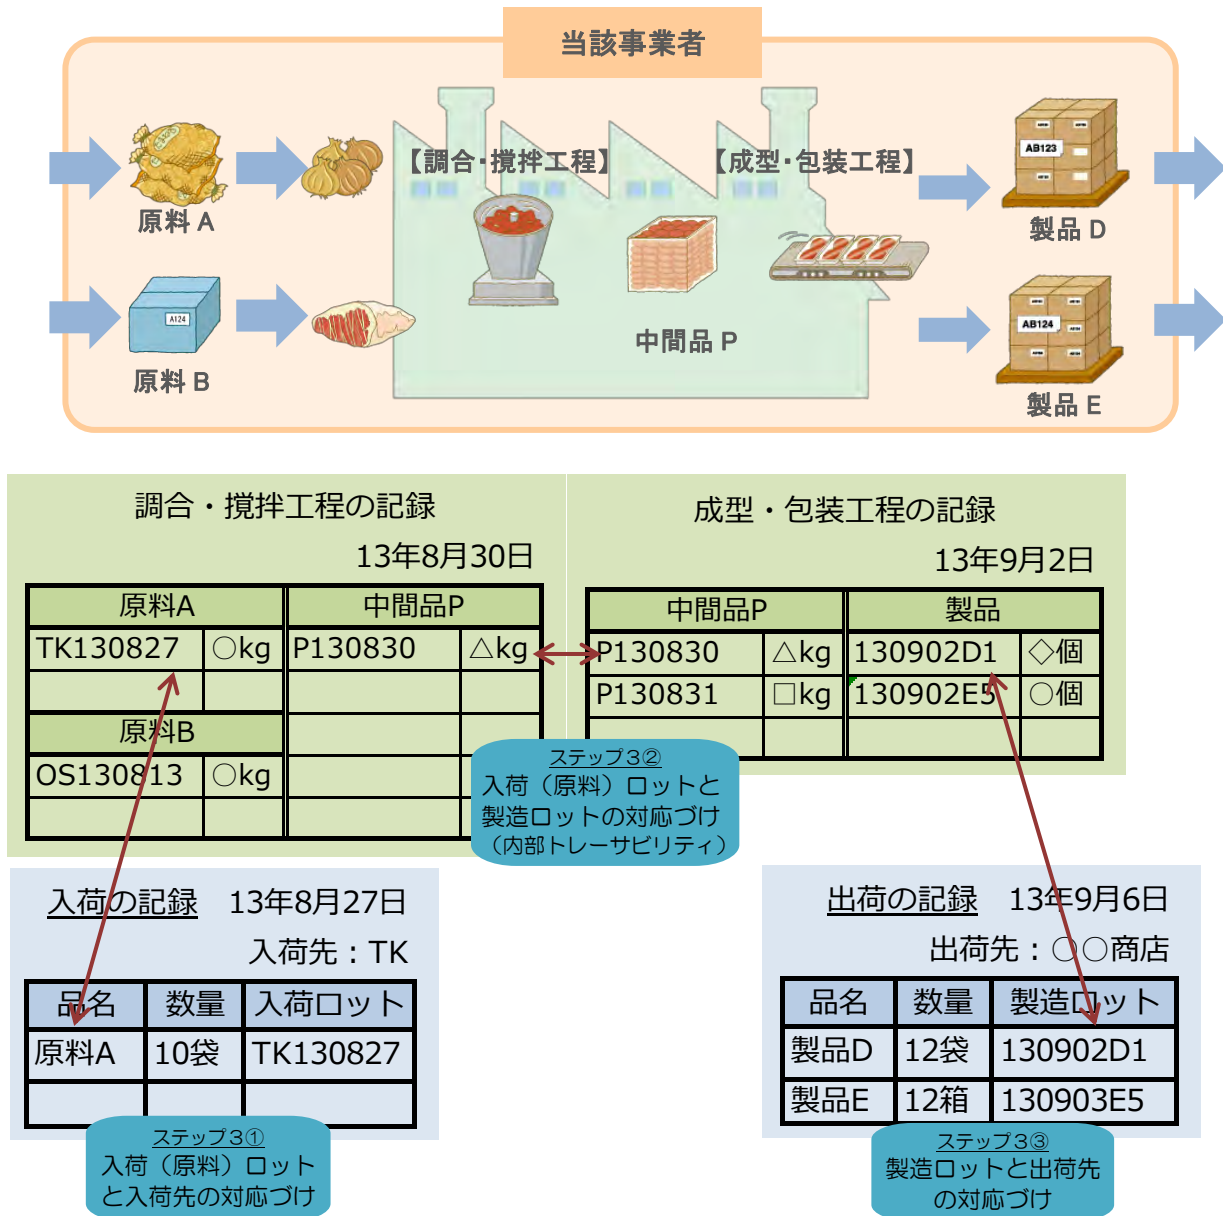 当該事業者
【調合・撹拌工程】
【成型・包装工程】
AB123
原料 A
製品 D
A124
AB124
中間品 P
原料 B
製品 E
調合・撹拌工程の記録
13年8月30日
原料A 中間品P
TK130827 ○kg P130830 △kg
原料B
OS130813 ○kg
成型・包装工程の記録
13年9月2日
中間品P 製品
P130830 △kg 130902D1 ◇個
P130831 □kg 130902E5 ○個
ステップ3②
入荷（原料）ロットと
製造ロットの対応づけ
（内部トレーサビリティ）
入荷の記録 13年8月27日
入荷先：TK
品名 数量 入荷ロット
原料A 10袋 TK130827
ステップ3①
入荷（原料）ロット
と入荷先の対応づけ
出荷の記録 13年9月6日
出荷先：○○商店
品名 数量 製造ロット
製品D 12袋 130902D1
製品E 12箱 130903E5
ステップ3③
製造ロットと出荷先
の対応づけ